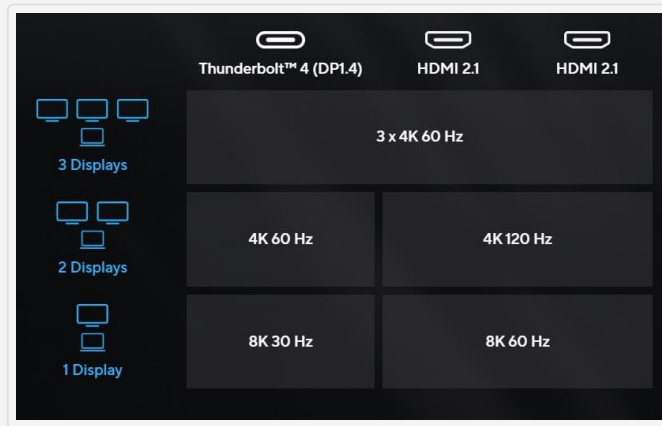 Thunderbolt™ 4 (DP1.4)
HDMI 2.1
HDMI 2.1
3 Displays
3 x 4K 60 Hz
2 Displays
4K 60 Hz
4K 120 Hz
1 Display
8K 30 Hz
8K 60 Hz